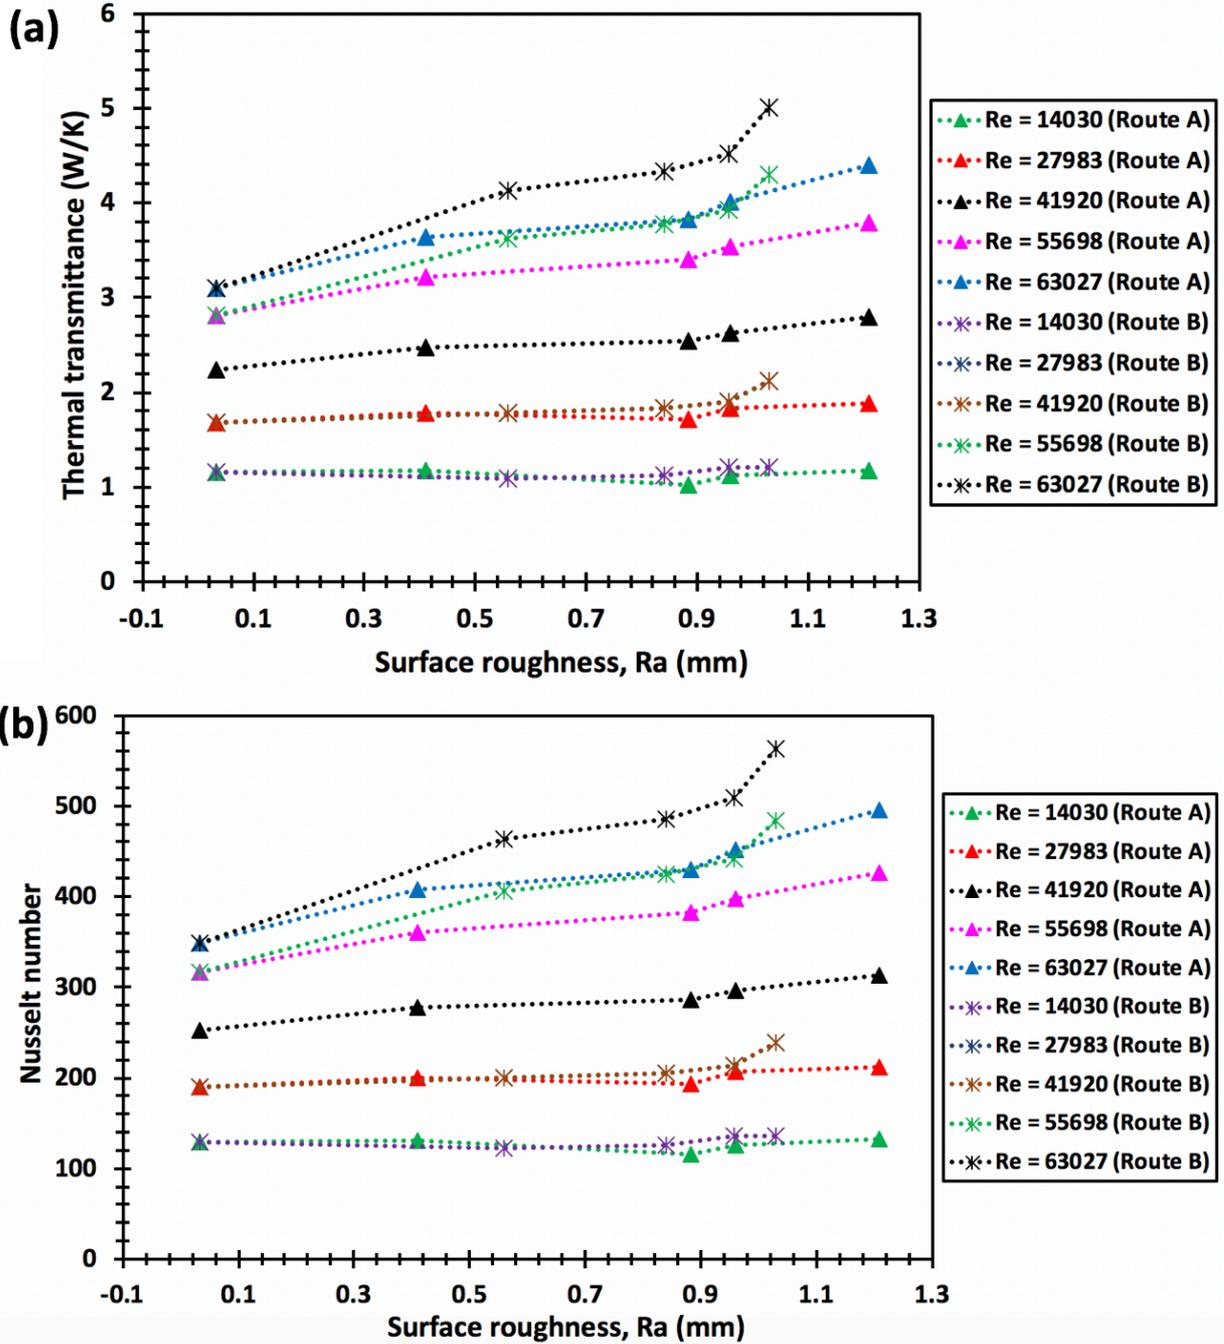 (a)
6
5
4
3
2
1
0
Thermal transmittance (W/K)
-0.1 0.1 0.3 0.5 0.7 0.9 1.1 1.3
Surface roughness, Ra (mm)
Re = 14030 (Route A)
Re = 27983 (Route A)
Re = 41920 (Route A)
Re = 55698 (Route A)
Re = 63027 (Route A)
Re = 14030 (Route B)
Re = 27983 (Route B)
Re = 41920 (Route B)
Re = 55698 (Route B)
Re = 63027 (Route B)
(b)
600
500
400
300
200
100
0
Nusselt number
-0.1 0.1 0.3 0.5 0.7 0.9 1.1 1.3
Surface roughness, Ra (mm)
Re = 14030 (Route A)
Re = 27983 (Route A)
Re = 41920 (Route A)
Re = 55698 (Route A)
Re = 63027 (Route A)
Re = 14030 (Route B)
Re = 27983 (Route B)
Re = 41920 (Route B)
Re = 55698 (Route B)
Re = 63027 (Route B)